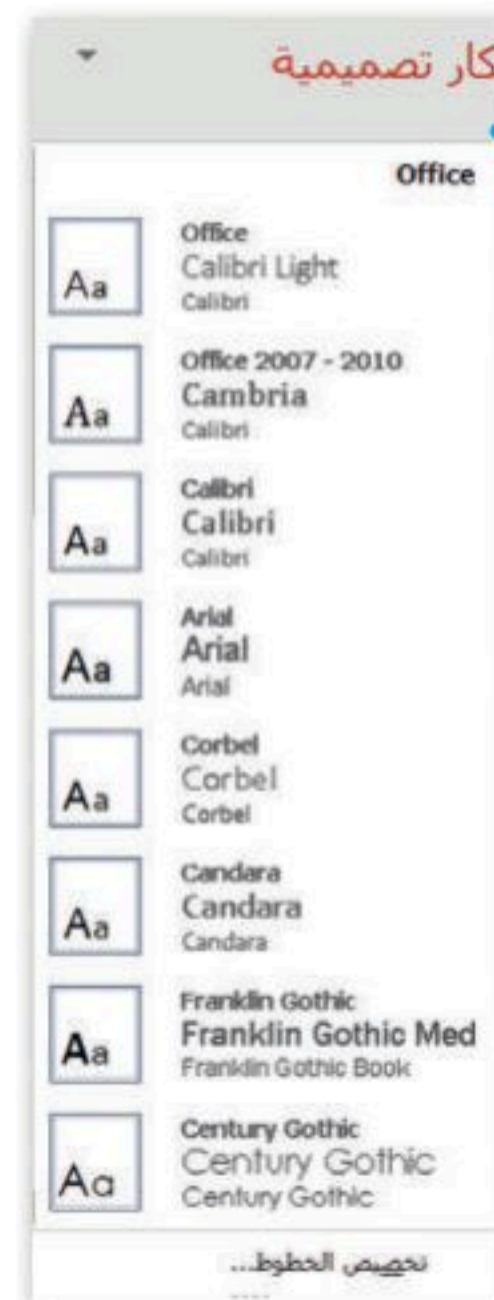 كار تصميمية
Office
Aa
Office
Calibri Light
Calibri
Aa
Office 2007 - 2010
Cambria
Calibri
Aa
Calibri
Calibri
Calibri
Aa
Arial
Arial
Arial
Aa
Corbel
Corbel
Corbel
Aa
Candara
Candara
Candara
Aa
Franklin Gothic
Franklin Gothic Med
Franklin Gothic Book
Aa
Century Gothic
Century Gothic
Century Gothic
تخصيص الخطوط...